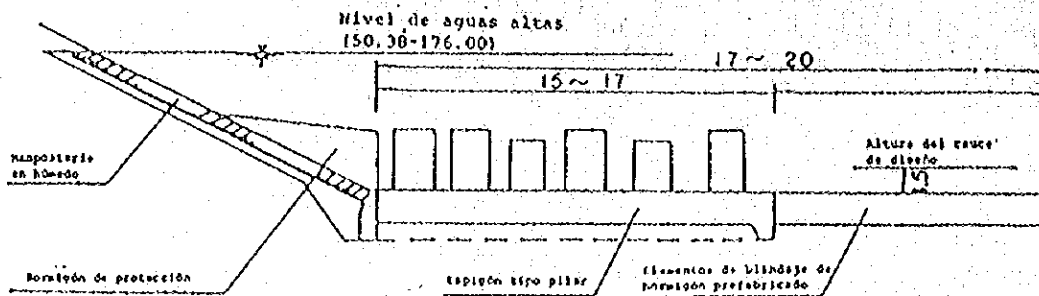 Nivel de aguas altas
(50.38-176.00)
17~20
15~17
Mampostería
en húmedo
Altura del cauce
de diseño
Hormigón de protección
Espigón tipo pilar
Elementos de blindaje de
hormigón prefabricado